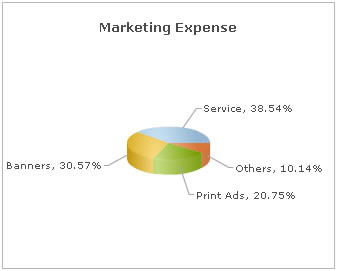 Marketing Expense
Service, 38.54%
Banners, 30.57%
Others, 10.14%
Print Ads, 20.75%